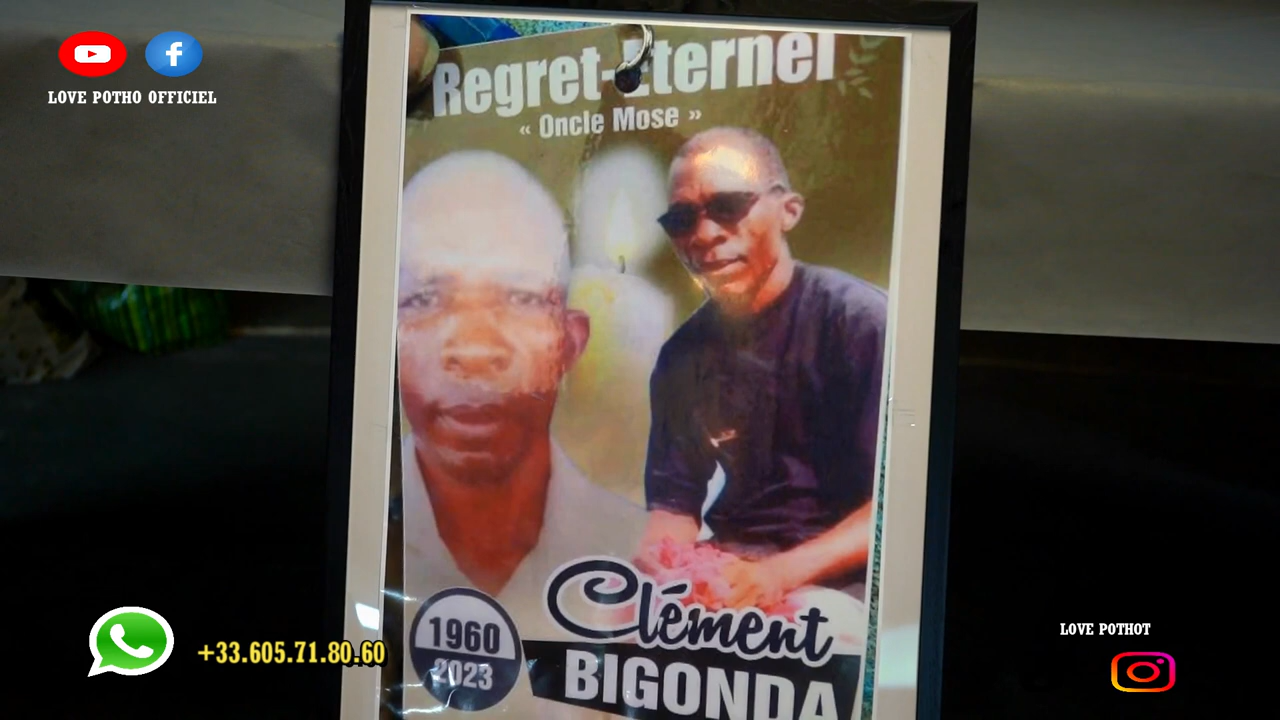 LOVE POTHO OFFICIEL
Regret-Eternel
« Oncle Mose »
1960
2023
Clément
BIGONDA
+33.605.71.80.60
LOVE POTHOT